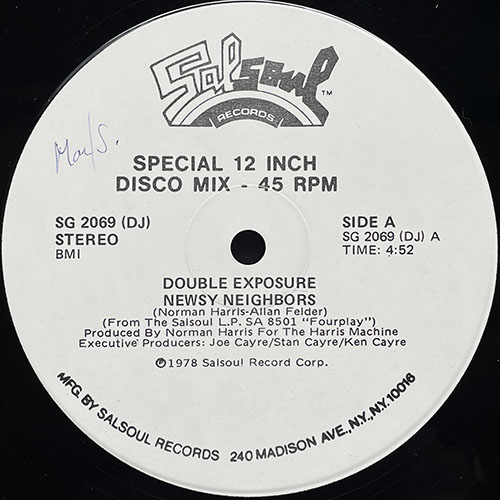 Salsoul
RECORDS
TM
SPECIAL 12 INCH
DISCO MIX - 45 RPM
SG 2069 (DJ)
STEREO
BMI
SIDE A
SG 2069 (DJ) A
TIME: 4:52
DOUBLE EXPOSURE
NEWSY NEIGHBORS
(Norman Harris-Allan Felder)
(From The Salsoul L.P. SA 8501 "Fourplay")
Produced By Norman Harris For The Harris Machine
Executive Producers: Joe Cayre/Stan Cayre/Ken Cayre
℗1978 Salsoul Record Corp.
MFG. BY SALSOUL RECORDS 240 MADISON AVE., N.Y., N.Y. 10016